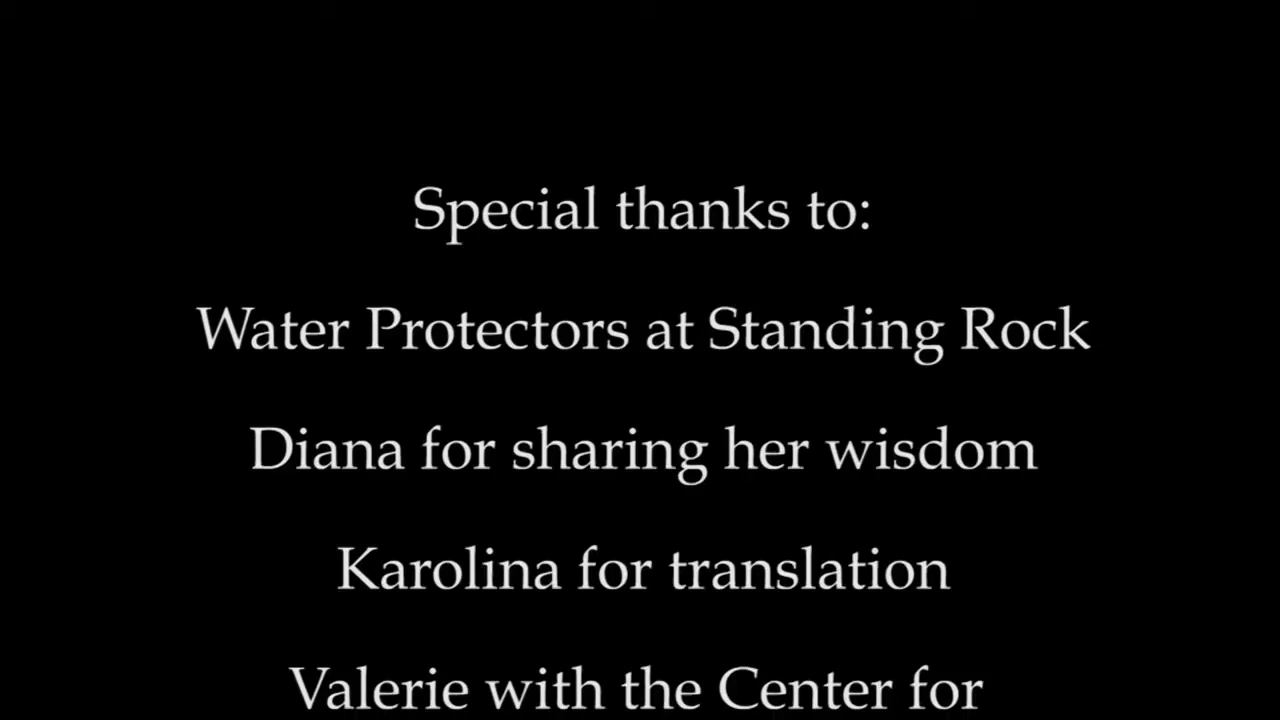 Special thanks to:
Water Protectors at Standing Rock
Diana for sharing her wisdom
Karolina for translation
Valerie with the Center for